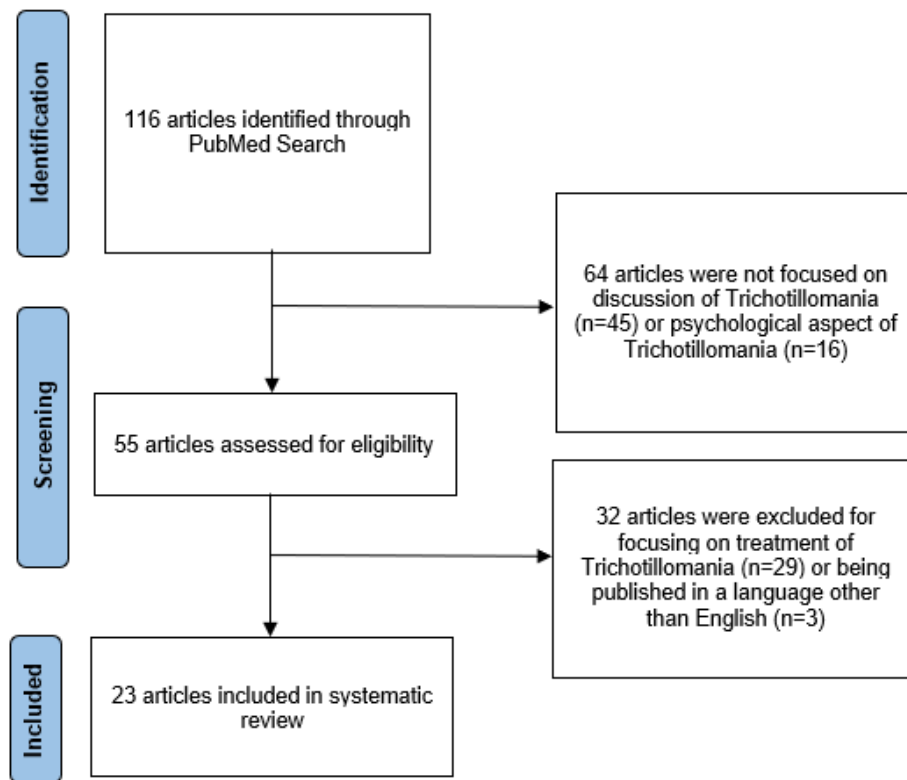 Identification
116 articles identified through
PubMed Search
64 articles were not focused on
discussion of Trichotillomania
(n=45) or psychological aspect of
Trichotillomania (n=16)
Screening
55 articles assessed for eligibility
32 articles were excluded for
focusing on treatment of
Trichotillomania (n=29) or being
published in a language other
than English (n=3)
Included
23 articles included in systematic
review